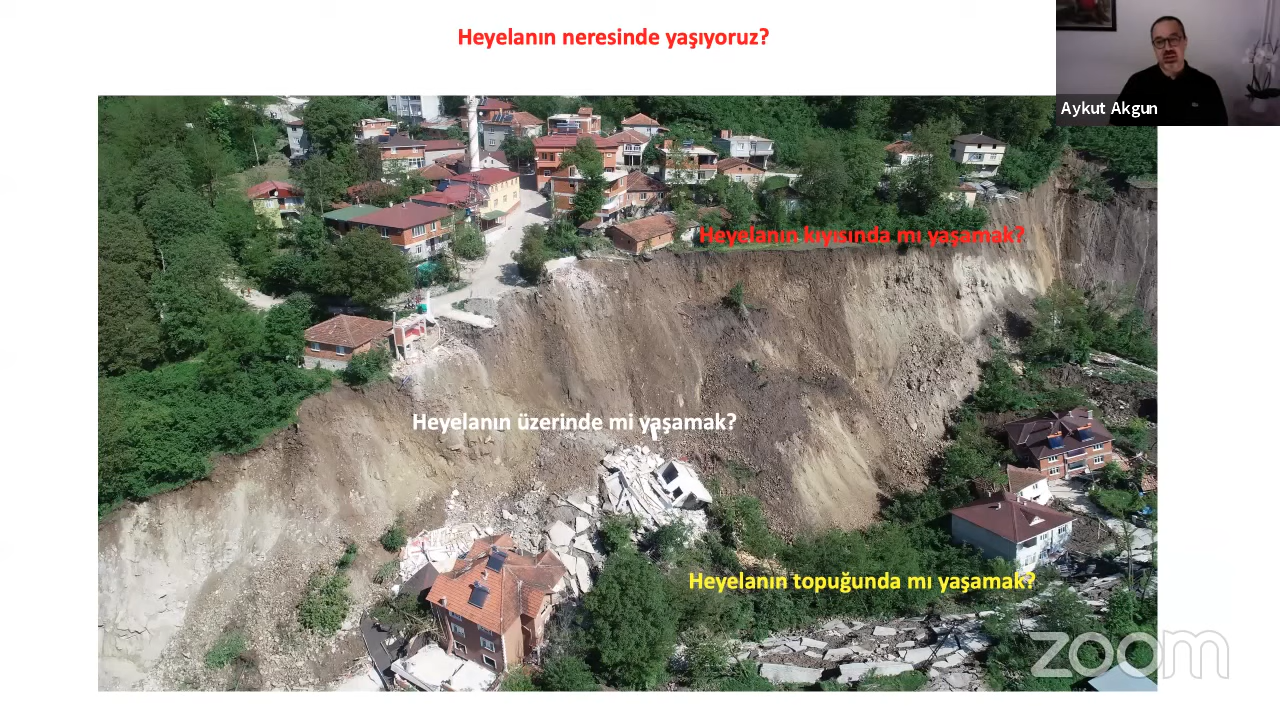 Heyelanın neresinde yaşıyoruz?
Aykut Akgun
Heyelanın kıyısında mı yaşamak?
Heyelanın üzerinde mi yaşamak?
Heyelanın topuğunda mı yaşamak?
zoom